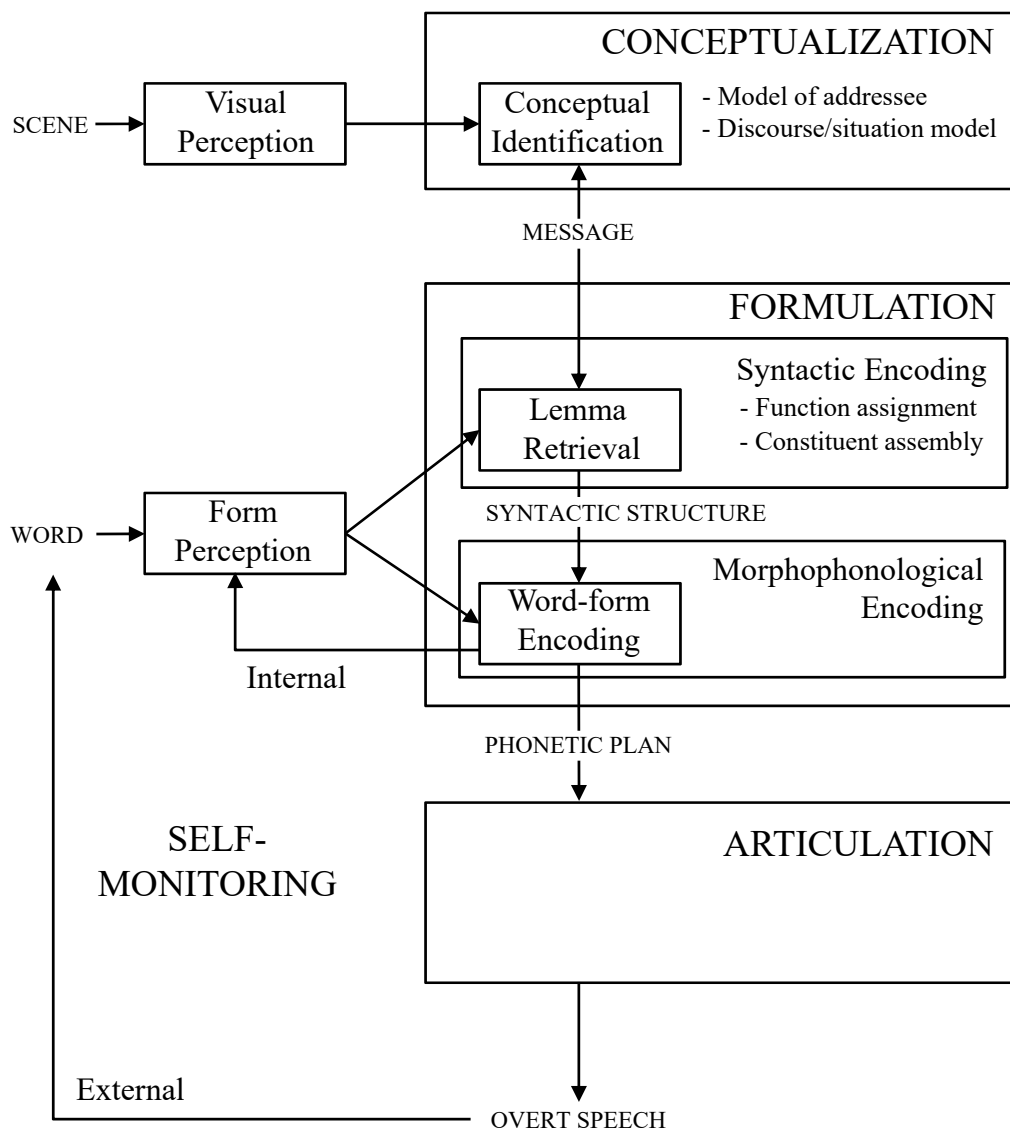 CONCEPTUALIZATION
Visual
Perception
SCENE
Conceptual
Identification
- Model of addressee
- Discourse/situation model
MESSAGE
FORMULATION
Syntactic Encoding
- Function assignment
- Constituent assembly
Lemma
Retrieval
SYNTACTIC STRUCTURE
WORD
Form
Perception
Morphophonological
Encoding
Word-form
Encoding
Internal
PHONETIC PLAN
ARTICULATION
SELF-
MONITORING
External
OVERT SPEECH